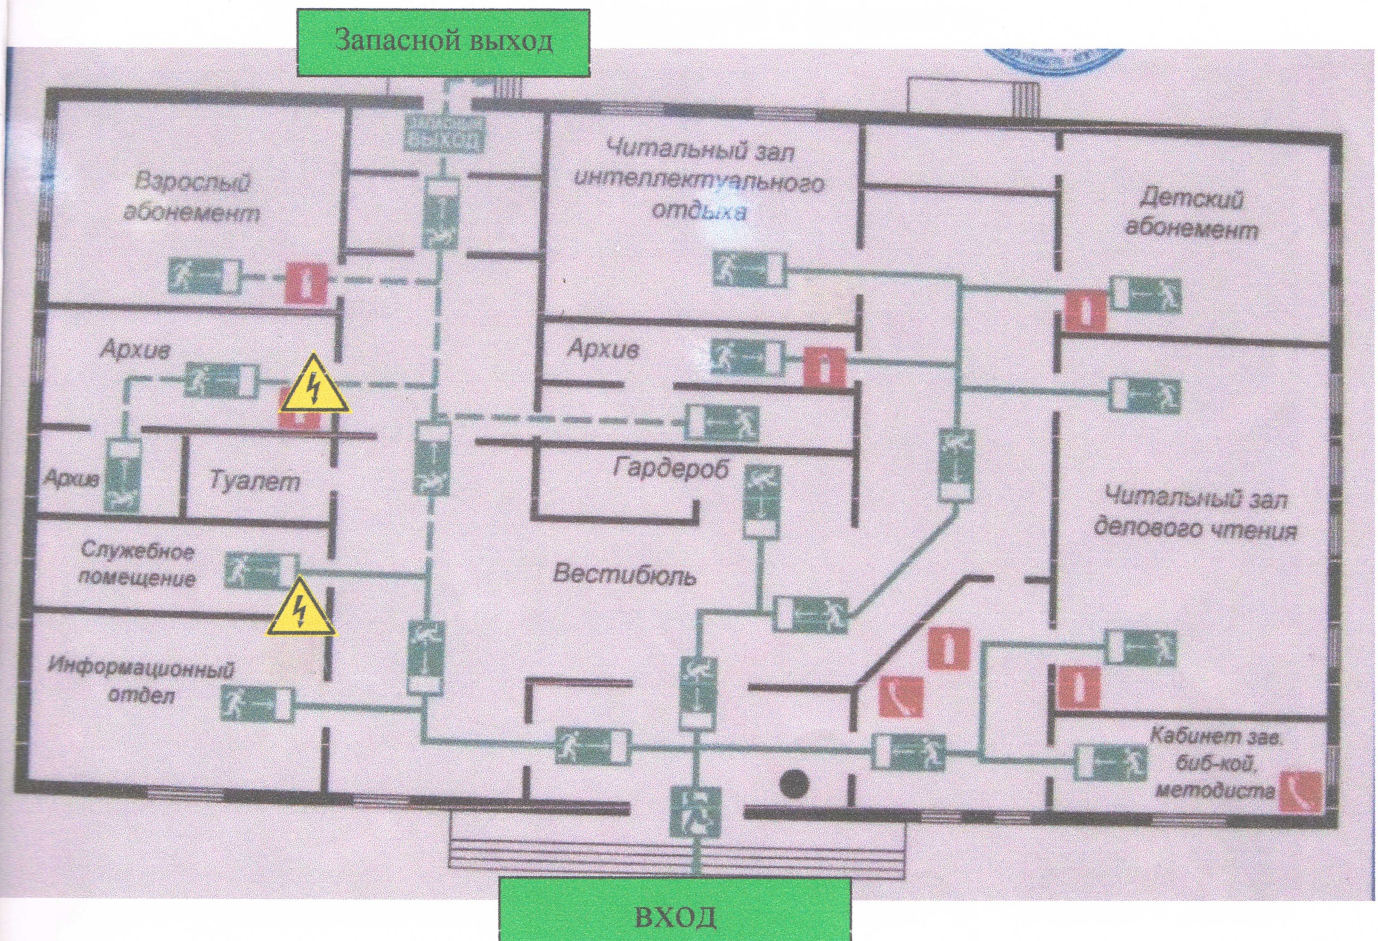 Запасной выход
ЗАПАСНЫЙ
ВЫХОД
Взрослый
абонемент
Читальный зал
интеллектуального
отдыха
Детский
абонемент
Архив
Архив
Архив
Туалет
Гардероб
Читальный зал
делового чтения
Служебное
помещение
Вестибюль
Информационный
отдел
Кабинет зав.
биб-кой,
методиста
ВХОД